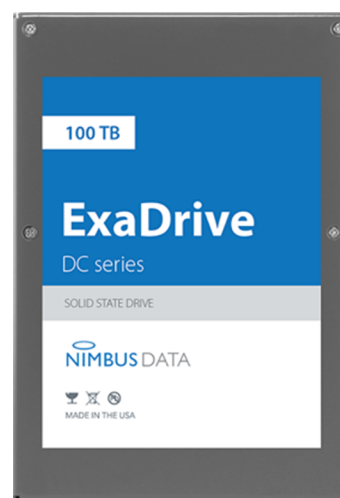 100 TB
ExaDrive
DC series
SOLID STATE DRIVE
NIMBUS DATA
MADE IN THE USA